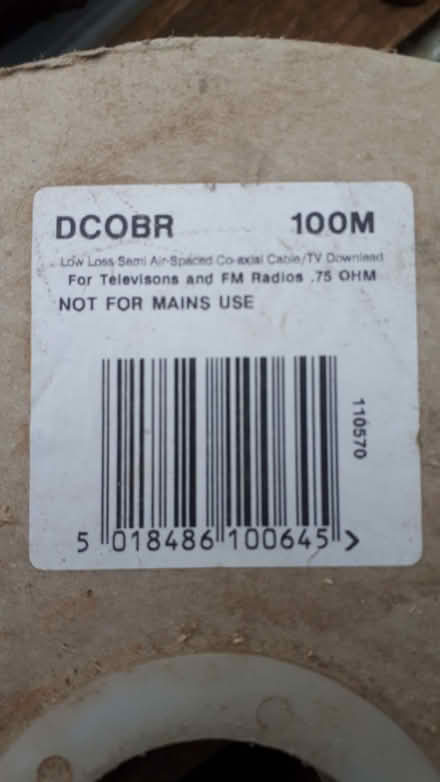 DCOBR 100M
Low Loss Semi Air-Spaced Co-axial Cable/TV Downlead
For Televisons and FM Radios .75 OHM
NOT FOR MAINS USE
110570
5 018486 100645 >